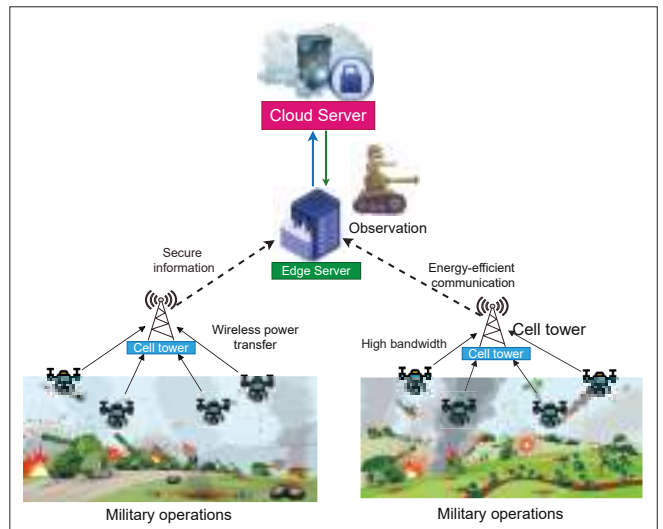 Cloud Server
Observation
Edge Server
Secure
information
Energy-efficient
communication
Wireless power
transfer
Cell tower
High bandwidth
Cell tower
Cell tower
Military operations
Military operations